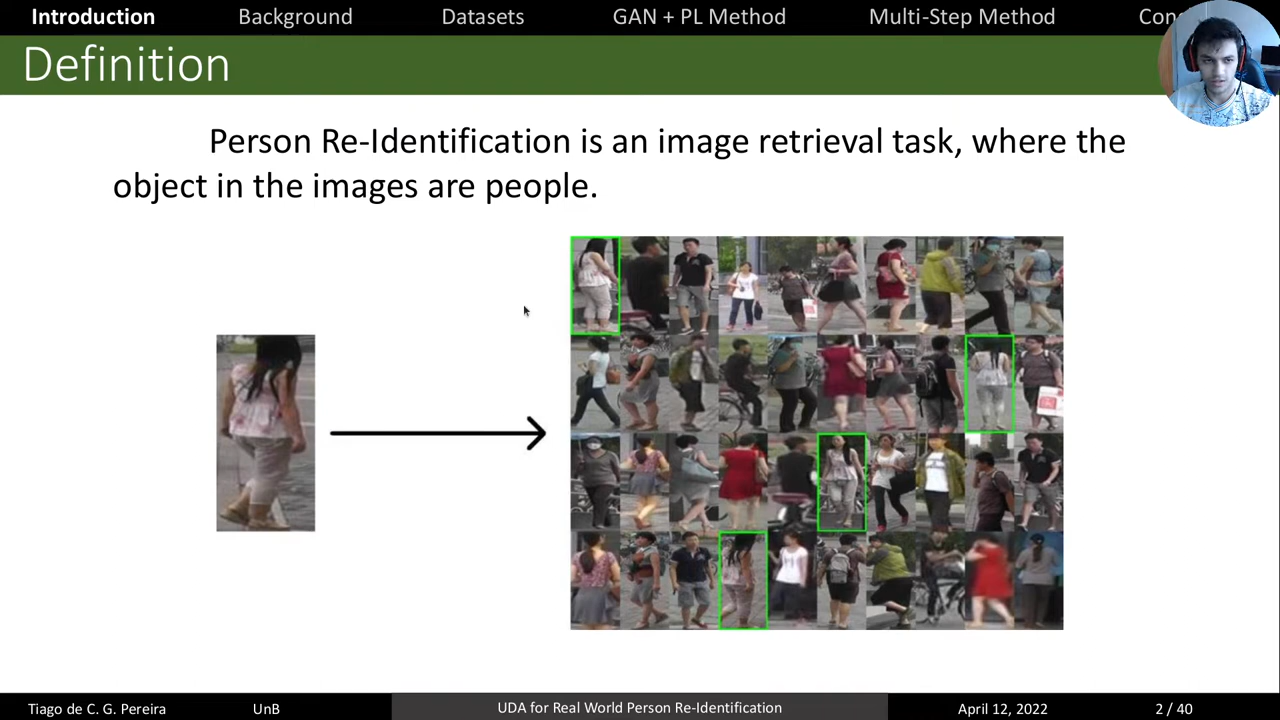 Introduction Background Datasets GAN + PL Method Multi-Step Method
Definition
Person Re-Identification is an image retrieval task, where the
object in the images are people.
Tiago de C. G. Pereira UnB UDA for Real World Person Re-Identification April 12, 2022 2 / 40